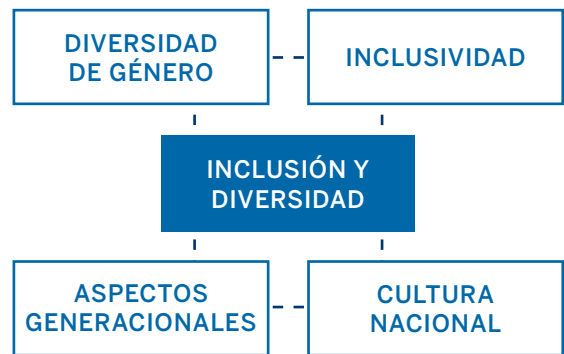 DIVERSIDAD
DE GÉNERO
INCLUSIVIDAD
INCLUSIÓN Y
DIVERSIDAD
ASPECTOS
GENERACIONALES
CULTURA
NACIONAL